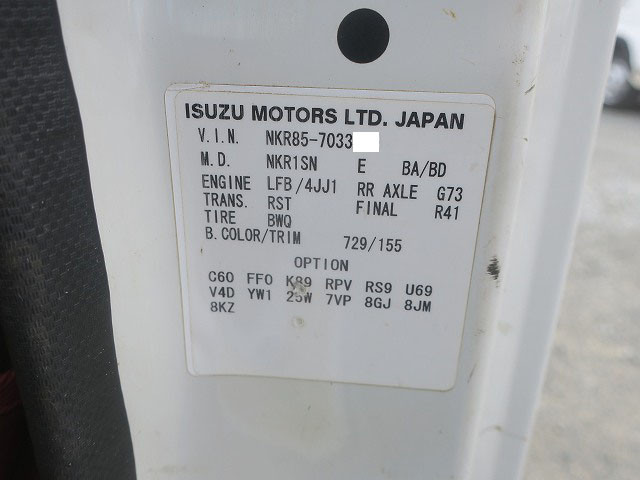 ISUZU MOTORS LTD. JAPAN
V.I.N. NKR85-7033
M.D. NKR1SN E BA/BD
ENGINE LFB/4JJ1 RR AXLE G73
TRANS. RST FINAL R41
TIRE BWQ
B.COLOR/TRIM 729/155
OPTION
C60 FF0 K89 RPV RS9 U69
V4D YW1 25W 7VP 8GJ 8JM
8KZ